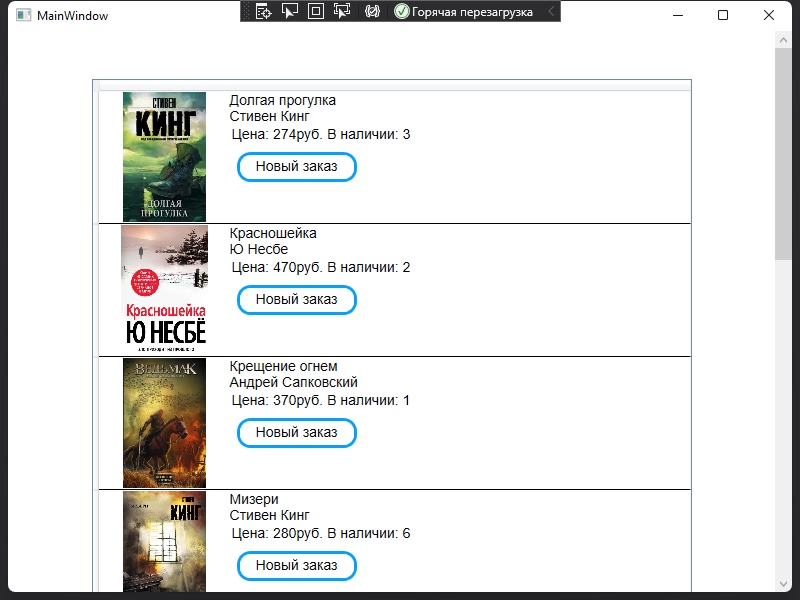 MainWindow
Горячая перезагрузка
СТИВЕН
КИНГ
ДОЛГАЯ
ПРОГУЛКА
Долгая прогулка
Стивен Кинг
Цена: 274руб. В наличии: 3
Новый заказ
Красношейка
Ю НЕСБЁ
Красношейка
Ю Несбе
Цена: 470руб. В наличии: 2
Новый заказ
ВЕДЬМАК
Крещение огнем
Андрей Сапковский
Цена: 370руб. В наличии: 1
Новый заказ
КИНГ
Мизери
Стивен Кинг
Цена: 280руб. В наличии: 6
Новый заказ